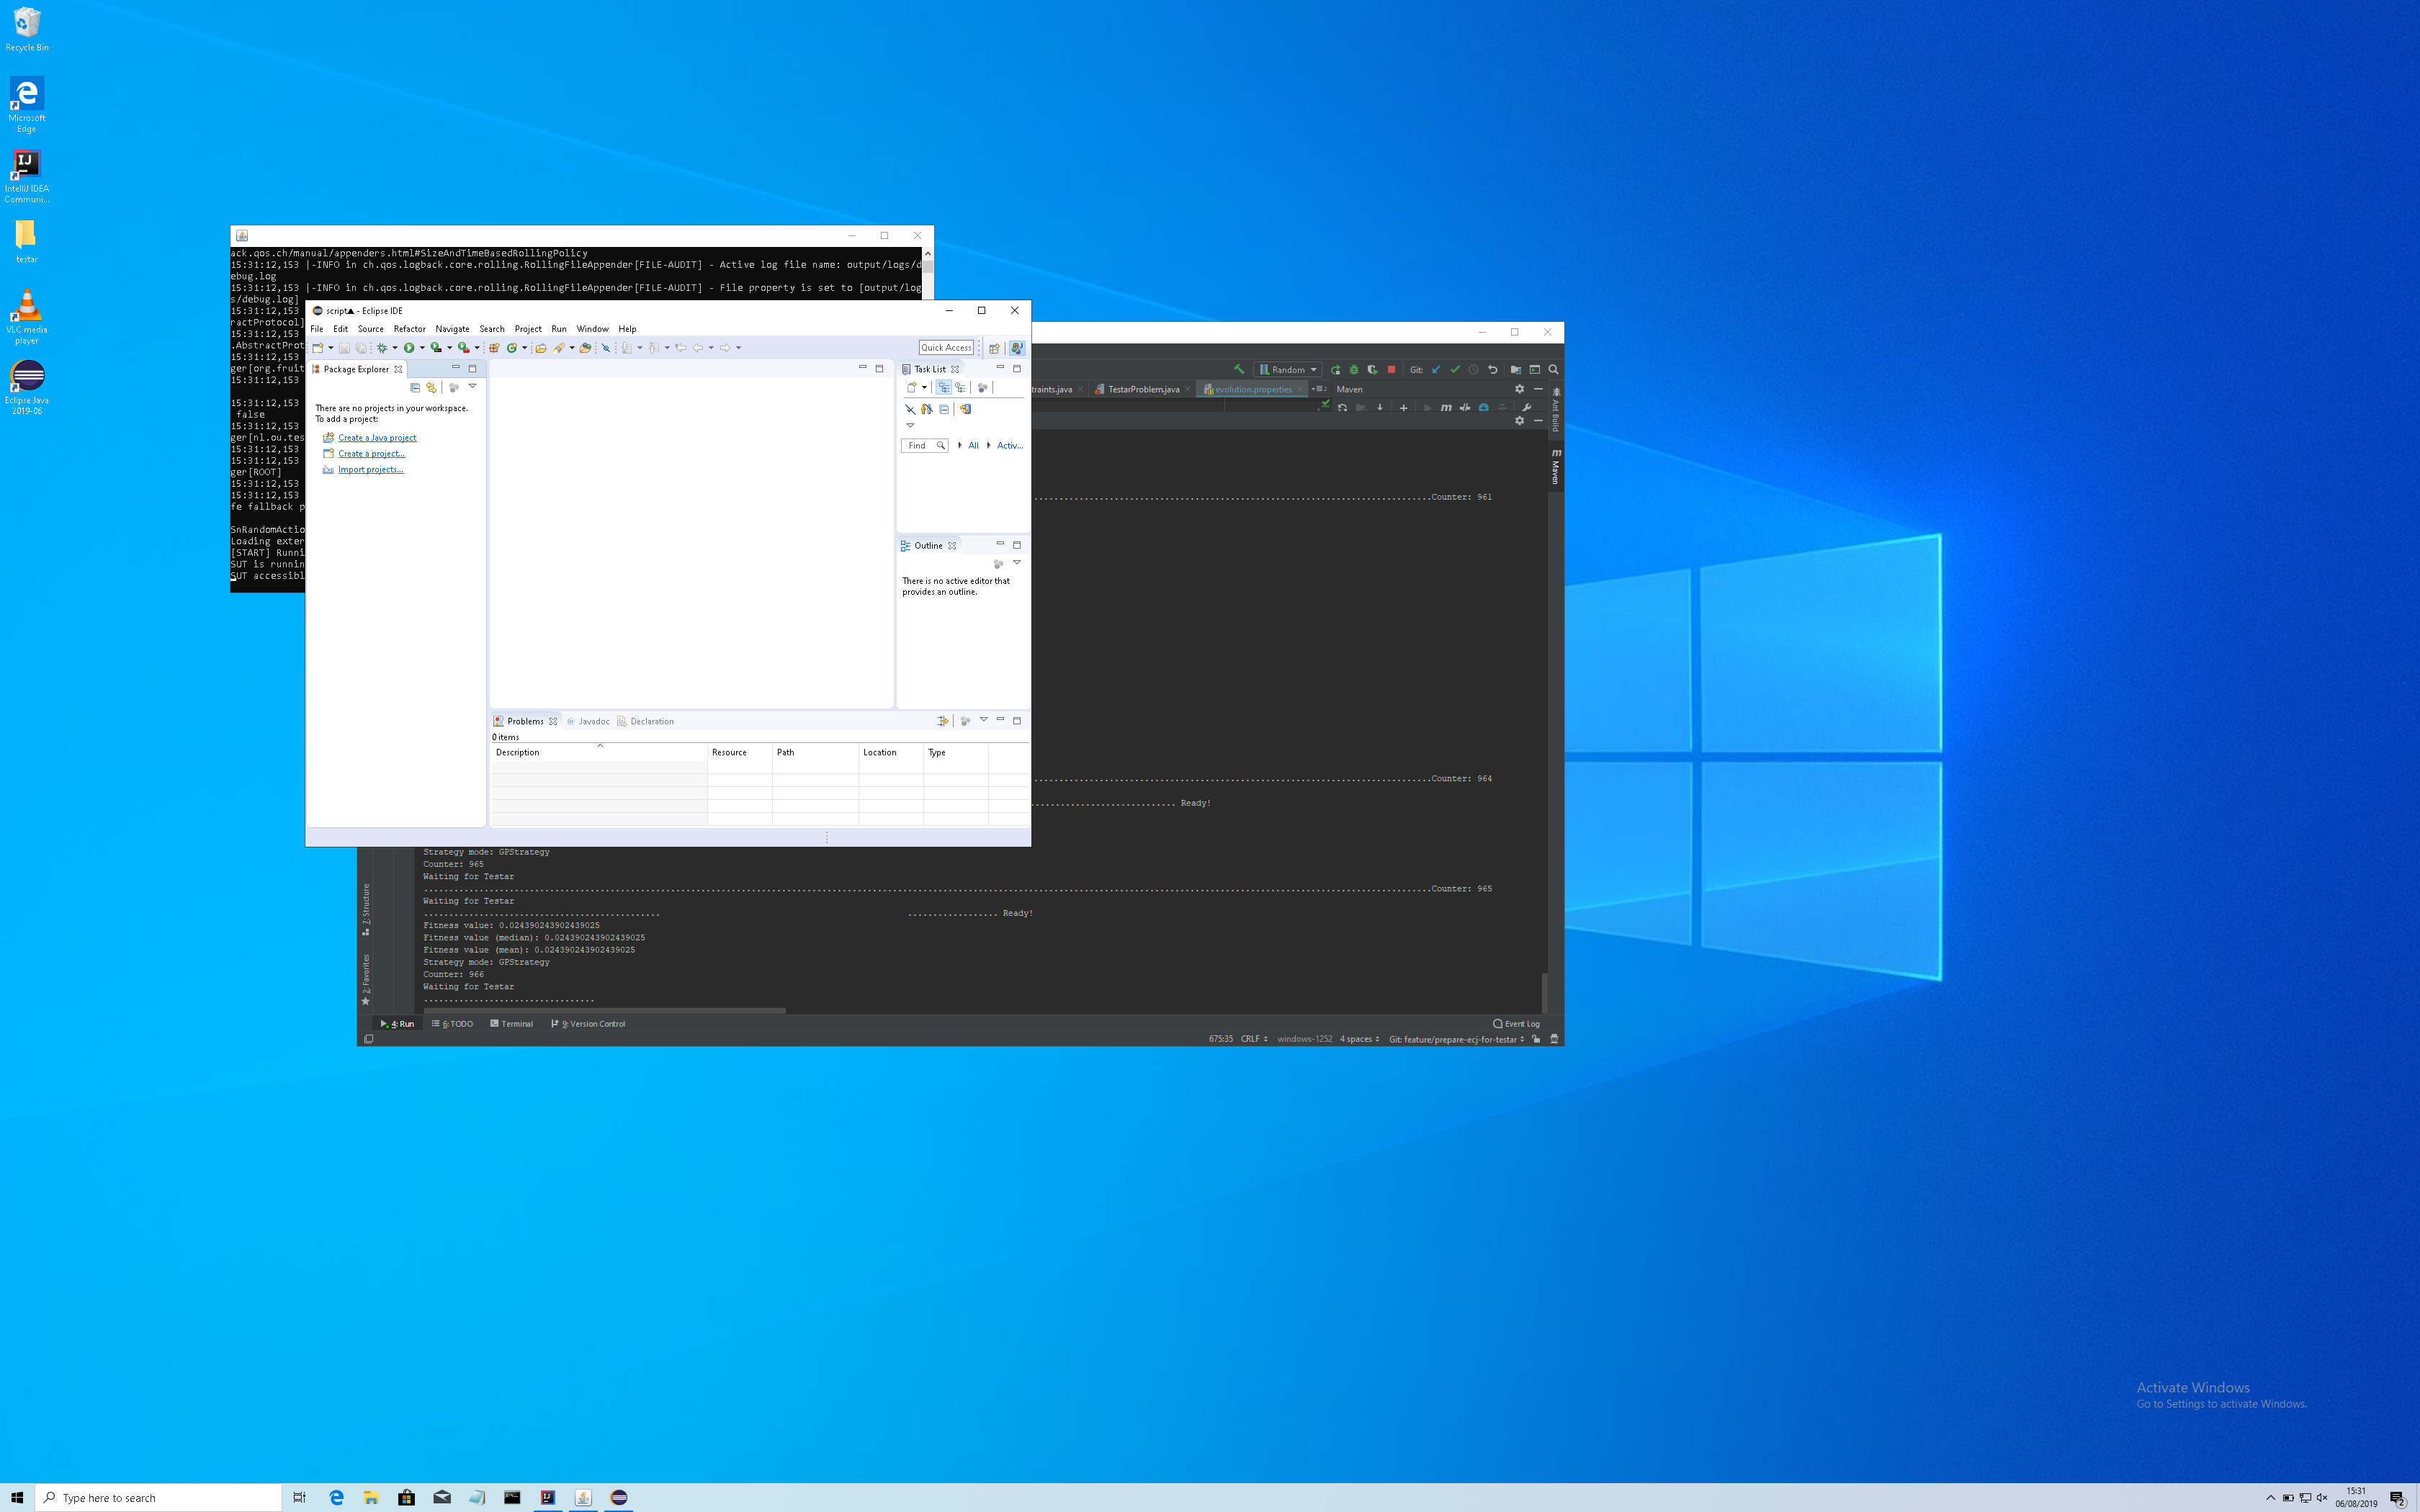 Recycle Bin
Microsoft
Edge
IntelliJ IDEA
Communi...
testar
VLC media
player
Eclipse Java
2019-06
ack.qos.ch/manual/appenders.html#SizeAndTimeBasedRollingPolicy
15:31:12,153 |-INFO in ch.qos.logback.core.rolling.RollingFileAppender[FILE-AUDIT] - Active log file name: output/logs/d
ebug.log
15:31:12,153 |-INFO in ch.qos.logback.core.rolling.RollingFileAppender[FILE-AUDIT] - File property is set to [output/log
s/debug.log]
15:31:12,153
ractProtocol]
15:31:12,153
.AbstractProt
15:31:12,153
ger[org.fruit
15:31:12,153
15:31:12,153
false
15:31:12,153
ger[nl.ou.tes
15:31:12,153
15:31:12,153
ger[ROOT]
15:31:12,153
15:31:12,153
fe fallback p
SnRandomActio
Loading exter
[START] Runni
SUT is runnin
SUT accessibl
script▲ - Eclipse IDE
File Edit Source Refactor Navigate Search Project Run Window Help
Quick Access
Package Explorer
There are no projects in your workspace.
To add a project:
Create a Java project
Create a project...
Import projects...
Task List
Find
All
Activ...
Outline
There is no active editor that
provides an outline.
Problems
Javadoc
Declaration
0 items
Description Resource Path Location Type
Random
Git:
traints.java
TestarProblem.java
evolution.properties
Maven
Ant Build
Maven
Counter: 961
Counter: 964
Ready!
Strategy mode: GPStrategy
Counter: 965
Waiting for Testar
Counter: 965
Waiting for Testar
Ready!
Fitness value: 0.024390243902439025
Fitness value (median): 0.024390243902439025
Fitness value (mean): 0.024390243902439025
Strategy mode: GPStrategy
Counter: 966
Waiting for Testar
7: Structure
2: Favorites
4: Run
6: TODO
Terminal
9: Version Control
Event Log
675:35 CRLF windows-1252 4 spaces Git: feature/prepare-ecj-for-testar
Activate Windows
Go to Settings to activate Windows.
Type here to search
15:31
06/08/2019
2